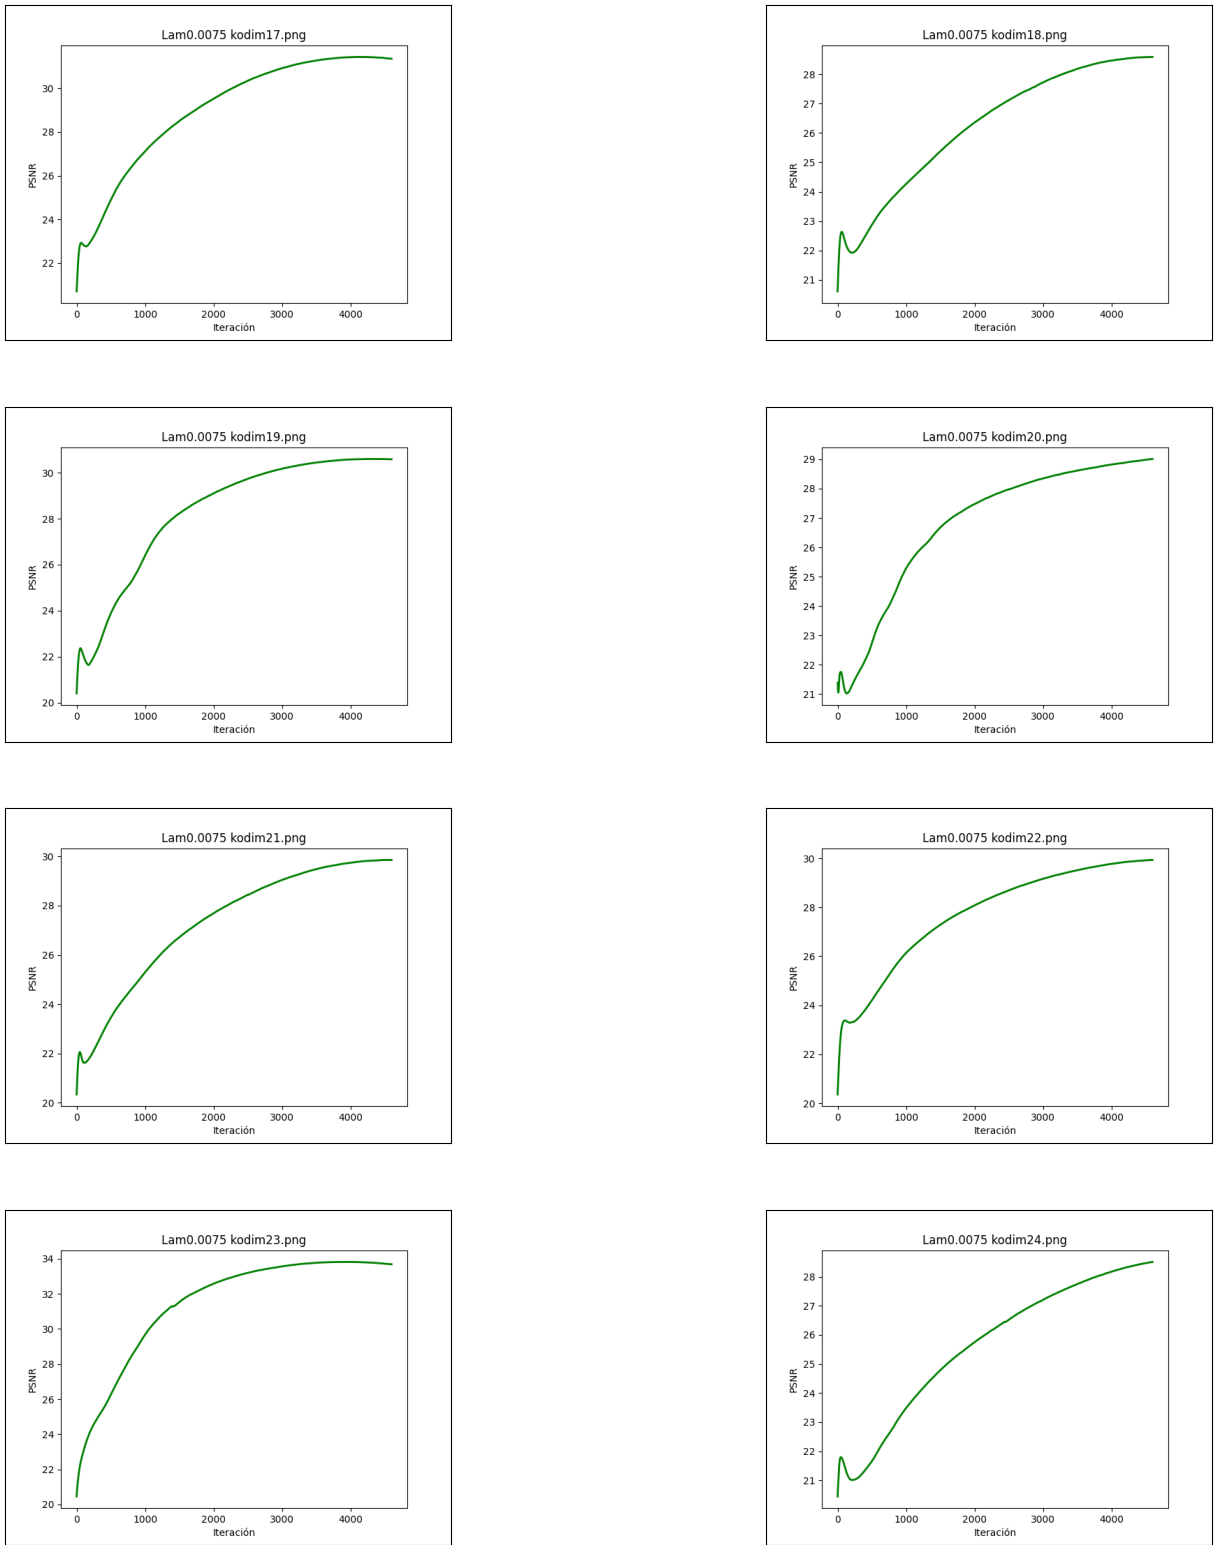 Lam0.0075 kodim17.png
30
28
26
24
22
PSNR
0 1000 2000 3000 4000
Iteración
Lam0.0075 kodim18.png
28
27
26
25
24
23
22
21
PSNR
0 1000 2000 3000 4000
Iteración
Lam0.0075 kodim19.png
30
28
26
24
22
20
PSNR
0 1000 2000 3000 4000
Iteración
Lam0.0075 kodim20.png
29
28
27
26
25
24
23
22
21
PSNR
0 1000 2000 3000 4000
Iteración
Lam0.0075 kodim21.png
30
28
26
24
22
20
PSNR
0 1000 2000 3000 4000
Iteración
Lam0.0075 kodim22.png
30
28
26
24
22
20
PSNR
0 1000 2000 3000 4000
Iteración
Lam0.0075 kodim23.png
34
32
30
28
26
24
22
20
PSNR
0 1000 2000 3000 4000
Iteración
Lam0.0075 kodim24.png
28
27
26
25
24
23
22
21
PSNR
0 1000 2000 3000 4000
Iteración